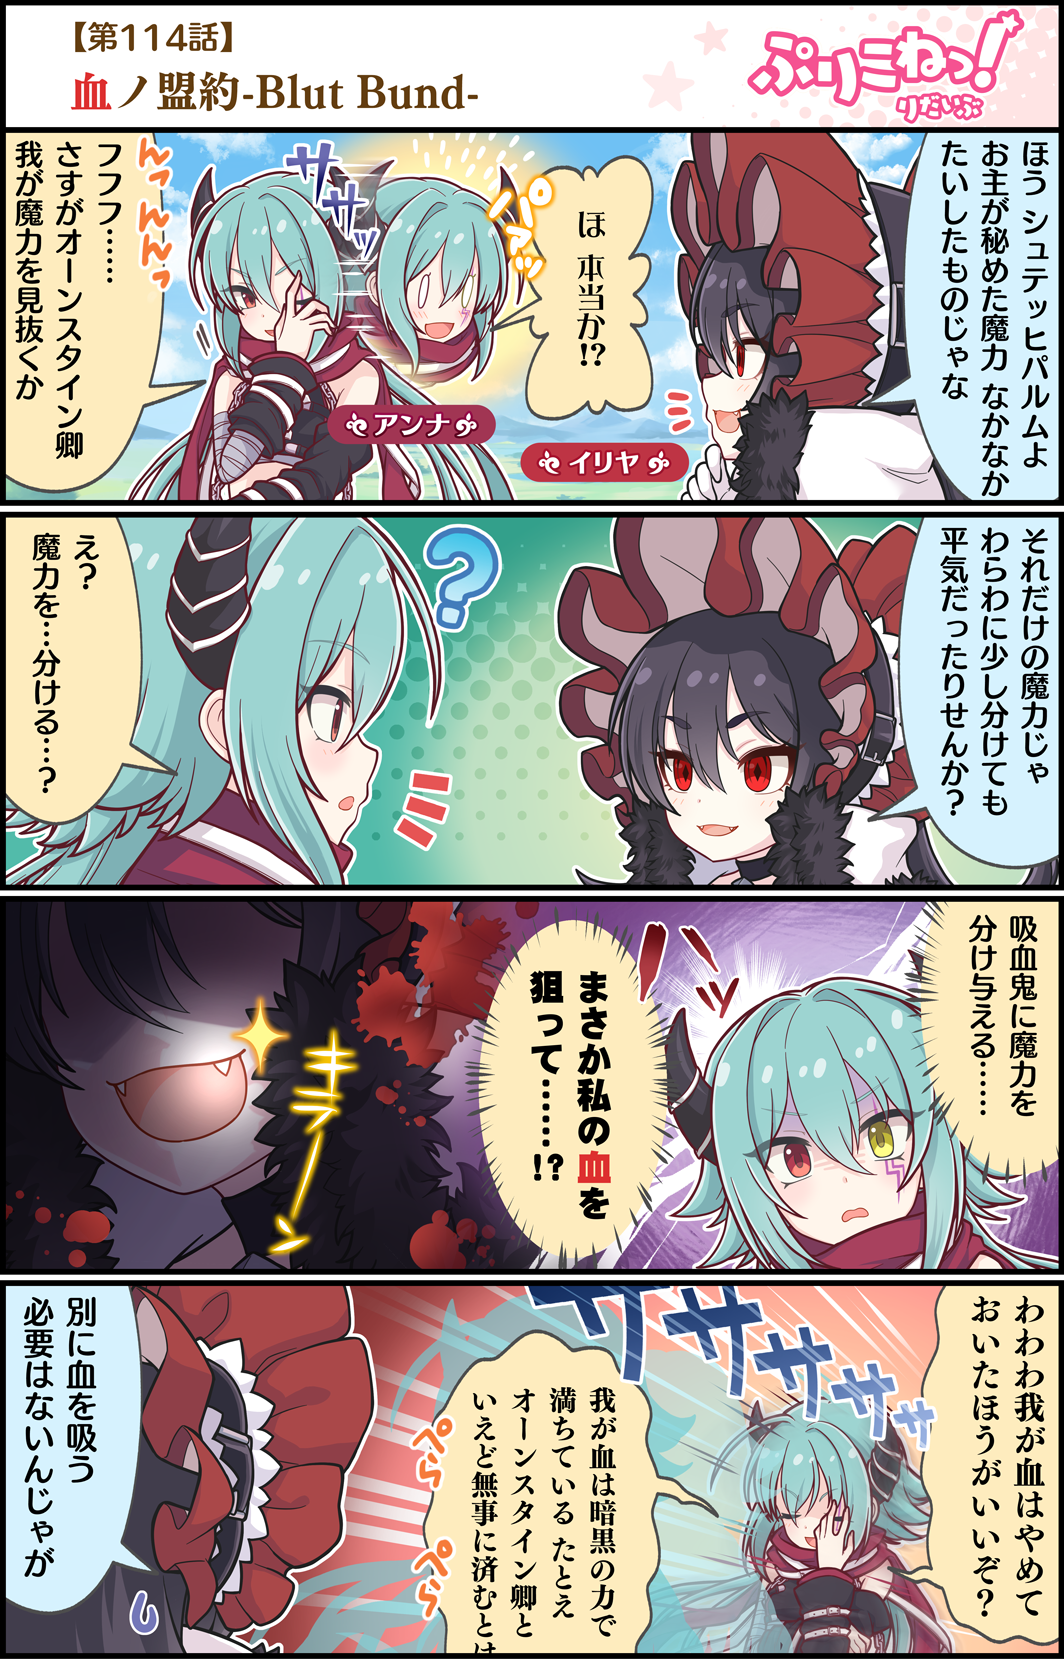 【第114話】
血ノ盟約-Blut Bund-
ぷりこねっ!
りだいぶ
ほう シュテッヒパルムよ
お主が秘めた魔力 なかなか
たいしたものじゃな
ほ 本当か!?
パァッ
ササッ
んっ んんっ
フフフ……
さすがオーンスタイン卿
我が魔力を見抜くか
アンナ
イリヤ
それだけの魔力じゃ
わらわに少し分けても
平気だったりせんか?
?
え?
魔力を…分ける…?
吸血鬼に魔力を
分け与える……
ハッ
まさか私の血を
狙って……!?
キラーン
わわわ我が血はやめて
おいたほうがいいぞ?
ササササッ
我が血は暗黒の力で
満ちている たとえ
オーンスタイン卿と
いえど無事に済むとは
ぺら
ぺら
別に血を吸う
必要はないんじゃが